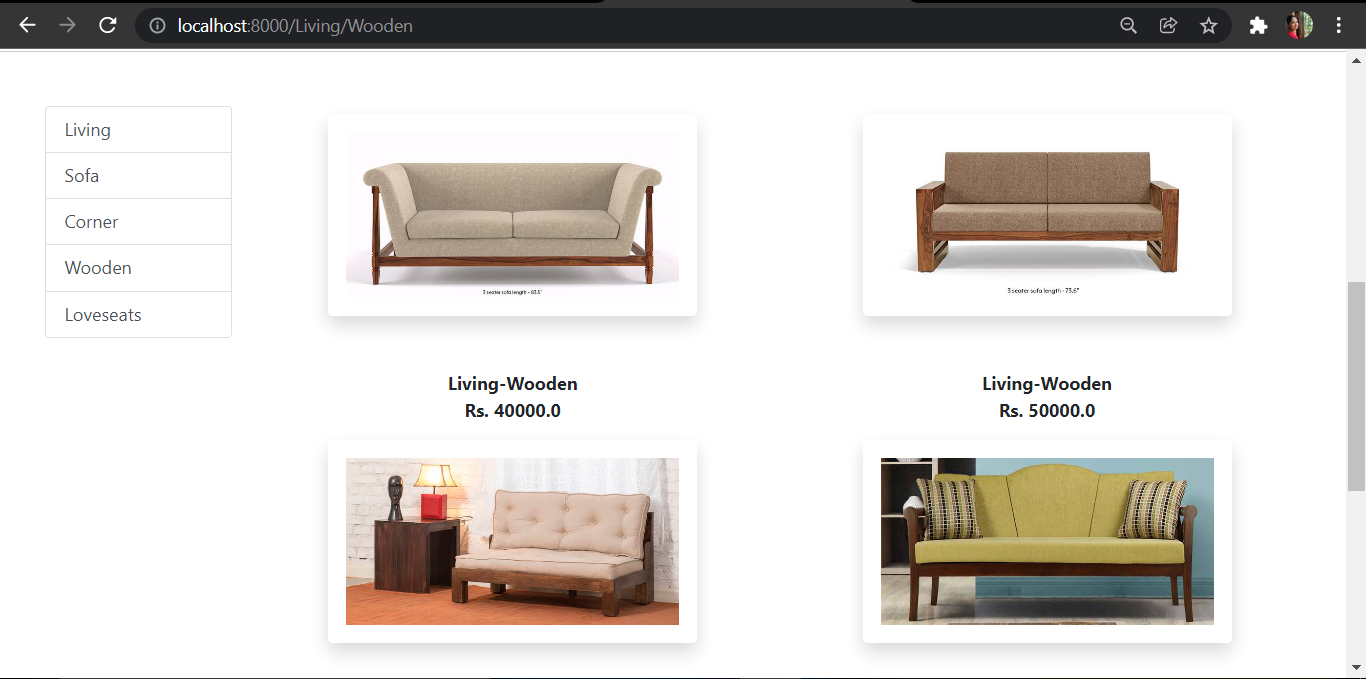 localhost:8000/Living/Wooden
Living
Sofa
Corner
Wooden
Loveseats
3 seater sofa length - 83.5"
3 seater sofa length - 73.6"
Living-Wooden
Rs. 40000.0
Living-Wooden
Rs. 50000.0